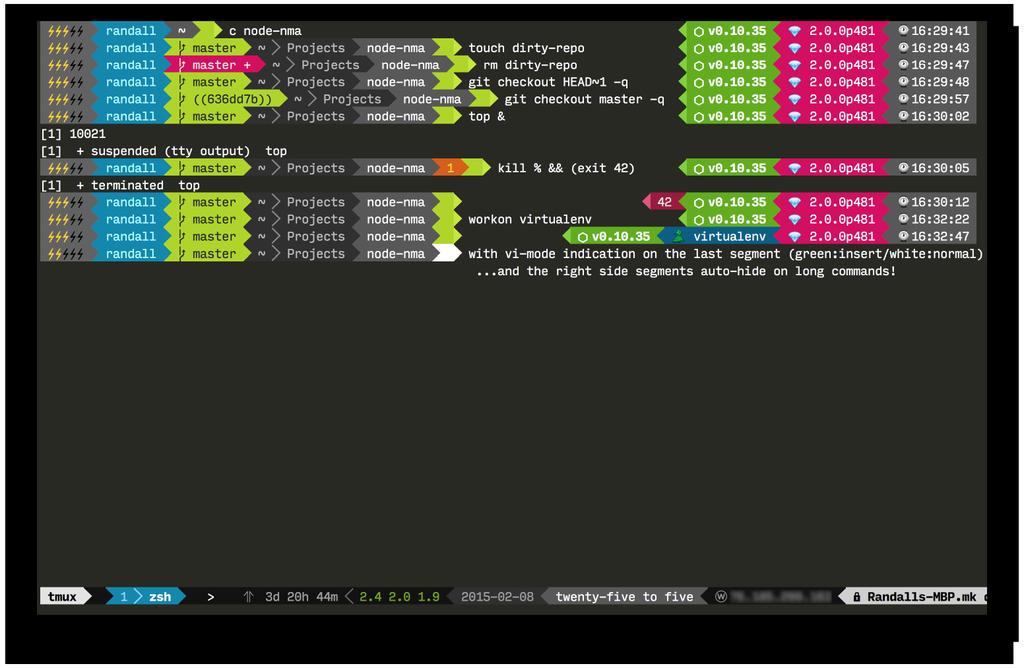 randall ~ c node-nma v0.10.35 2.0.0p481 16:29:41
randall master ~ Projects node-nma touch dirty-repo v0.10.35 2.0.0p481 16:29:43
randall master + ~ Projects node-nma rm dirty-repo v0.10.35 2.0.0p481 16:29:47
randall master ~ Projects node-nma git checkout HEAD~1 -q v0.10.35 2.0.0p481 16:29:48
randall ((636dd7b)) ~ Projects node-nma git checkout master -q v0.10.35 2.0.0p481 16:29:57
randall master ~ Projects node-nma top & v0.10.35 2.0.0p481 16:30:02
[1] 10021
[1] + suspended (tty output) top
randall master ~ Projects node-nma 1 kill % && (exit 42) v0.10.35 2.0.0p481 16:30:05
[1] + terminated top
randall master ~ Projects node-nma 42 v0.10.35 2.0.0p481 16:30:12
randall master ~ Projects node-nma workon virtualenv v0.10.35 2.0.0p481 16:32:22
randall master ~ Projects node-nma v0.10.35 virtualenv 2.0.0p481 16:32:47
randall master ~ Projects node-nma with vi-mode indication on the last segment (green:insert/white:normal)
...and the right side segments auto-hide on long commands!
tmux 1 zsh > 3d 20h 44m 2.4 2.0 1.9 2015-02-08 twenty-five to five W Randalls-MBP.mk